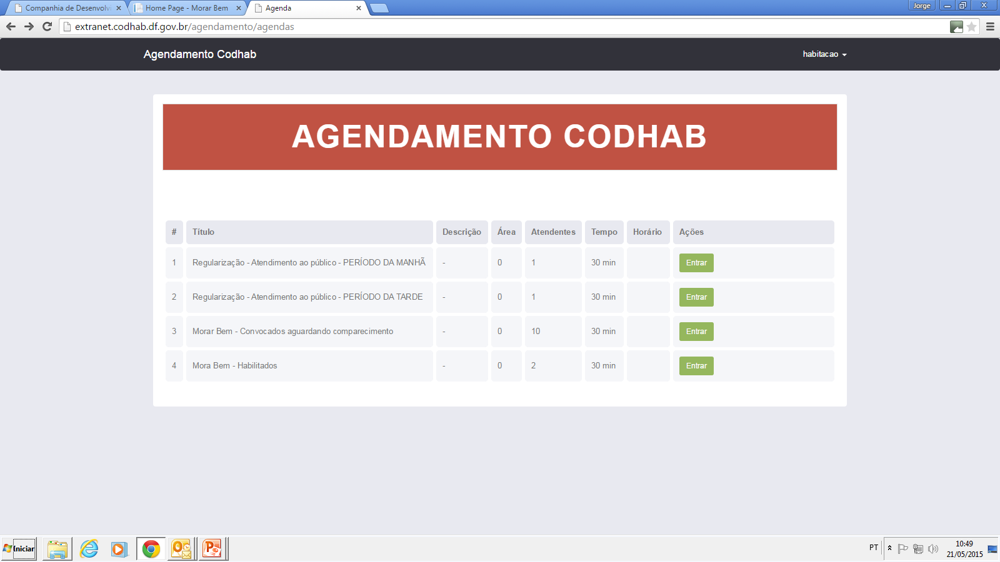 Companhia de Desenvolvi
Home Page - Morar Bem
Agenda
Jorge
extranet.codhab.df.gov.br/agendamento/agendas
Agendamento Codhab
habitacao
AGENDAMENTO CODHAB
# Título Descrição Área Atendentes Tempo Horário Ações
1 Regularização - Atendimento ao público - PERÍODO DA MANHÃ - 0 1 30 min Entrar
2 Regularização - Atendimento ao público - PERÍODO DA TARDE - 0 1 30 min Entrar
3 Morar Bem - Convocados aguardando comparecimento - 0 10 30 min Entrar
4 Mora Bem - Habilitados - 0 2 30 min Entrar
Iniciar
PT
10:49
21/05/2015